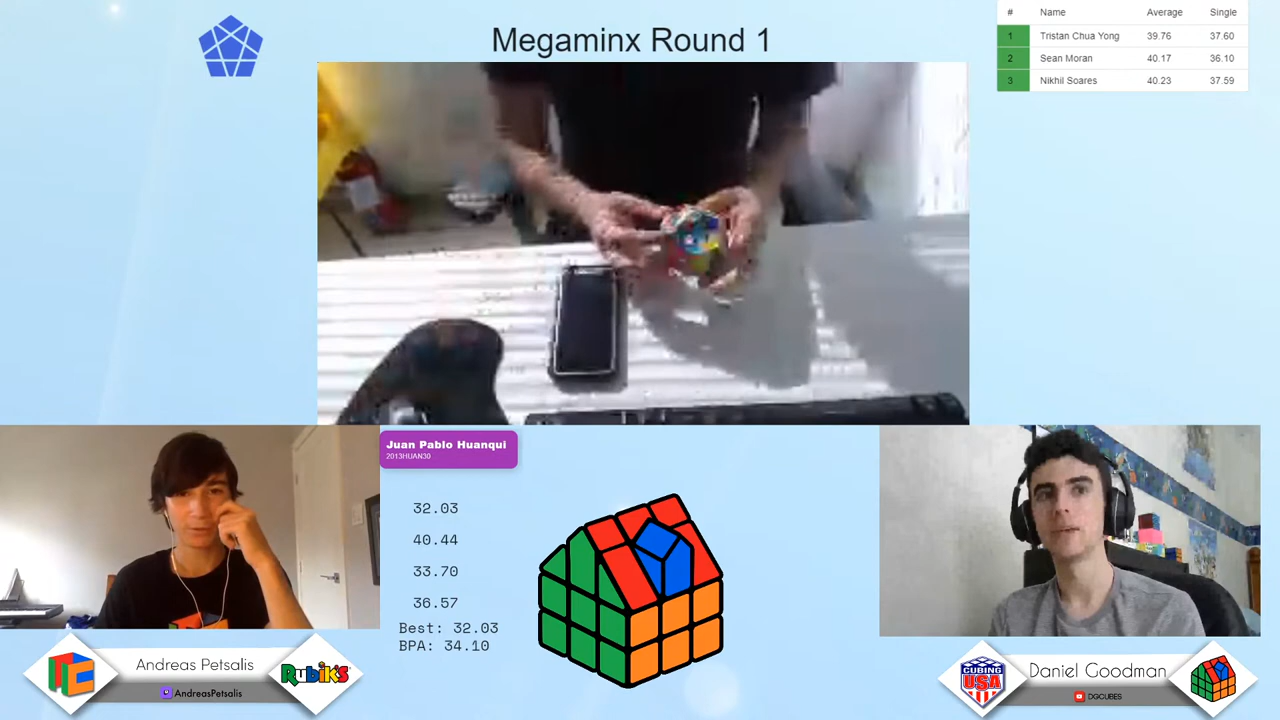 Megaminx Round 1
# Name Average Single
1 Tristan Chua Yong 39.76 37.60
2 Sean Moran 40.17 36.10
3 Nikhil Soares 40.23 37.59
Juan Pablo Huanqui
2013HUAN30
32.03
40.44
33.70
36.57
Best: 32.03
BPA: 34.10
Andreas Petsalis
AndreasPetsalis
Rubik's
CUBING
USA
Daniel Goodman
DGCUBES